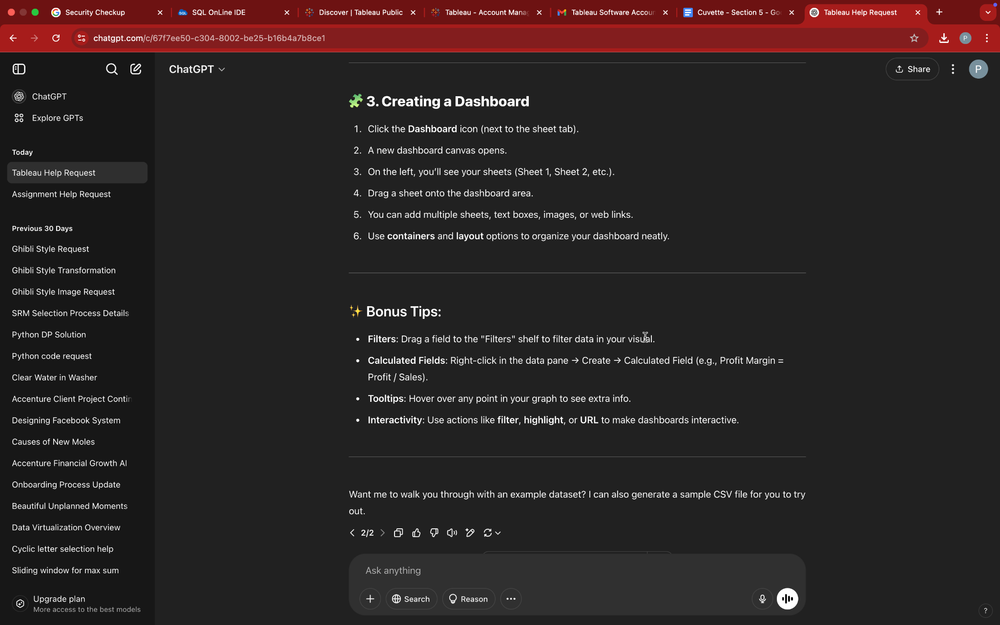 Security Checkup
SQL OnLine IDE
Discover | Tableau Public
Tableau - Account Mana
Tableau Software Accoun
Cuvette - Section 5 - Go
Tableau Help Request
chatgpt.com/c/67f7ee50-c304-8002-be25-b16b4a7b8ce1
P
ChatGPT
Share
P
ChatGPT
Explore GPTs
Today
Tableau Help Request
Assignment Help Request
Previous 30 Days
Ghibli Style Request
Ghibli Style Transformation
Ghibli Style Image Request
SRM Selection Process Details
Python DP Solution
Python code request
Clear Water in Washer
Accenture Client Project Contin
Designing Facebook System
Causes of New Moles
Accenture Financial Growth AI
Onboarding Process Update
Beautiful Unplanned Moments
Data Virtualization Overview
Cyclic letter selection help
Sliding window for max sum
Upgrade plan
More access to the best models
🧩 3. Creating a Dashboard
1. Click the Dashboard icon (next to the sheet tab).
2. A new dashboard canvas opens.
3. On the left, you’ll see your sheets (Sheet 1, Sheet 2, etc.).
4. Drag a sheet onto the dashboard area.
5. You can add multiple sheets, text boxes, images, or web links.
6. Use containers and layout options to organize your dashboard neatly.
✨ Bonus Tips:
• Filters: Drag a field to the "Filters" shelf to filter data in your visual.
• Calculated Fields: Right-click in the data pane → Create → Calculated Field (e.g., Profit Margin =
Profit / Sales).
• Tooltips: Hover over any point in your graph to see extra info.
• Interactivity: Use actions like filter, highlight, or URL to make dashboards interactive.
Want me to walk you through with an example dataset? I can also generate a sample CSV file for you to try
out.
2/2
Ask anything
Search
Reason
?